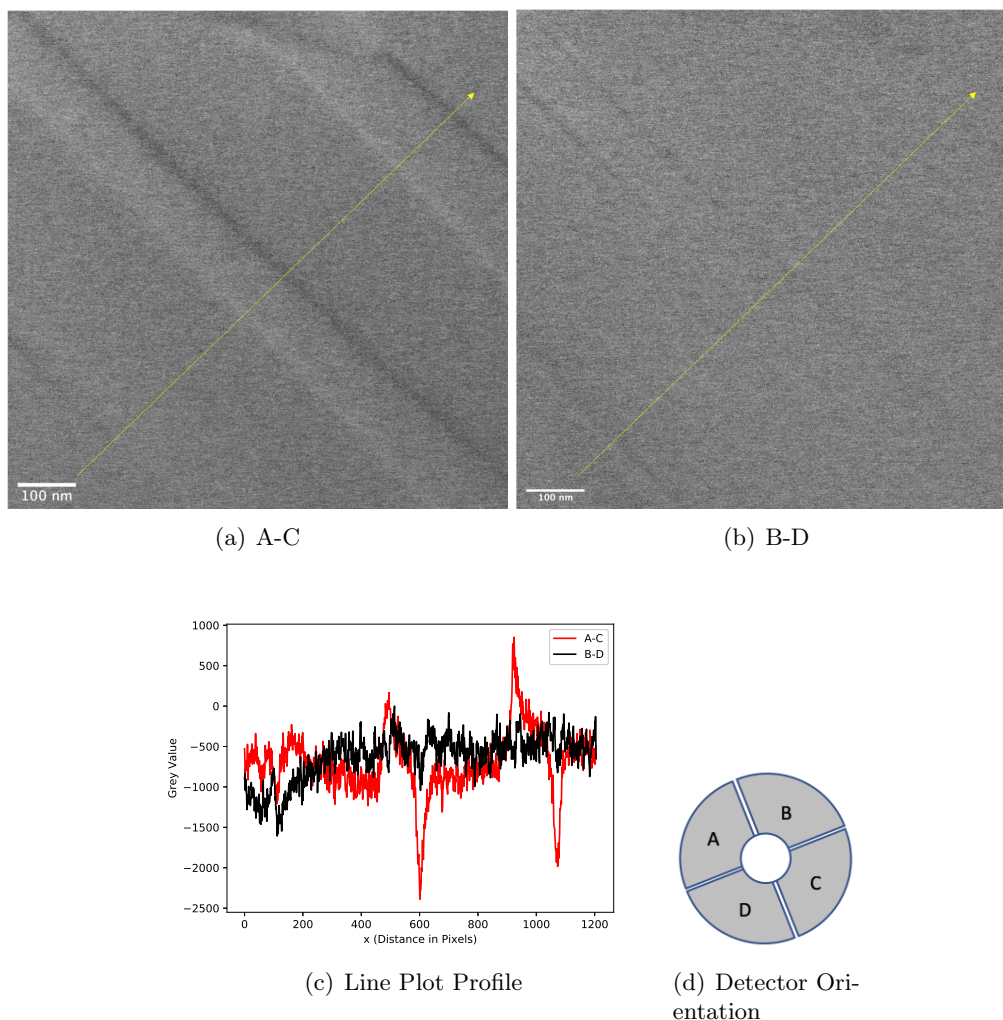 100 nm
100 nm
(a) A-C
(b) B-D
1000
500
0
−500
−1000
−1500
−2000
−2500
Grey Value
0
200
400
600
800
1000
1200
x (Distance in Pixels)
A-C
B-D
A
B
C
D
(c) Line Plot Profile
(d) Detector Ori-
entation